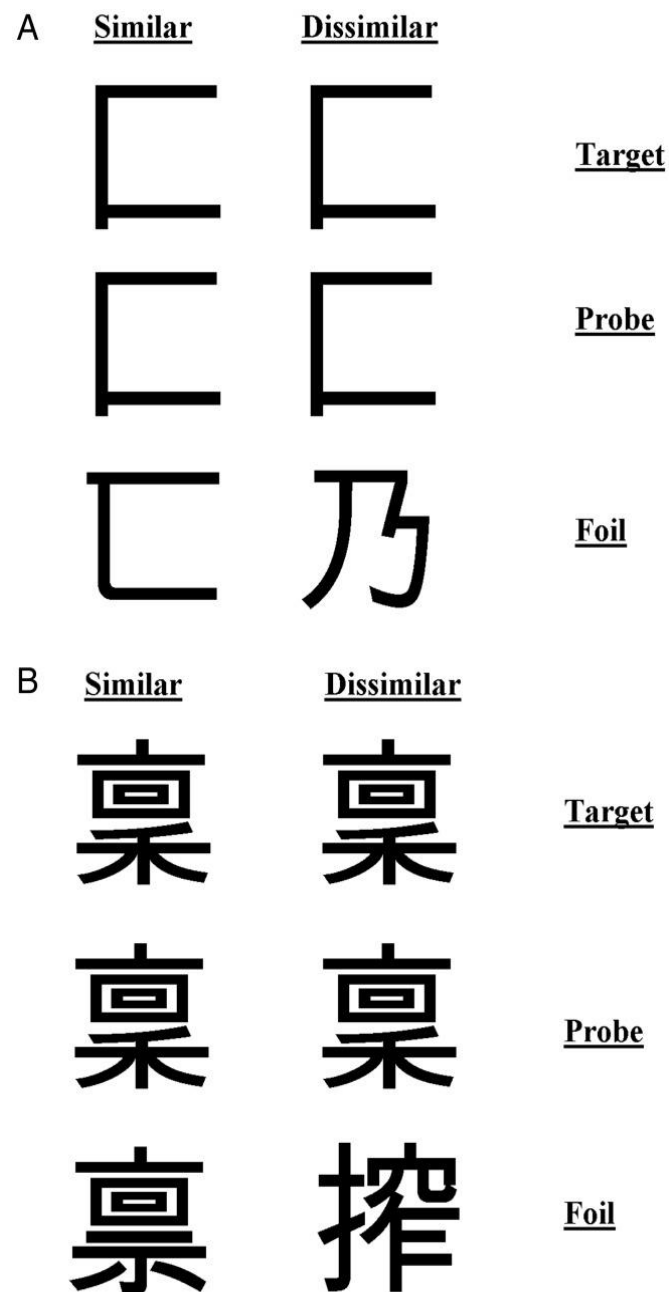 A Similar Dissimilar
匚 匚 Target
匚 匚 Probe
匸 乃 Foil
B Similar Dissimilar
稟 稟 Target
稟 稟 Probe
禀 搾 Foil